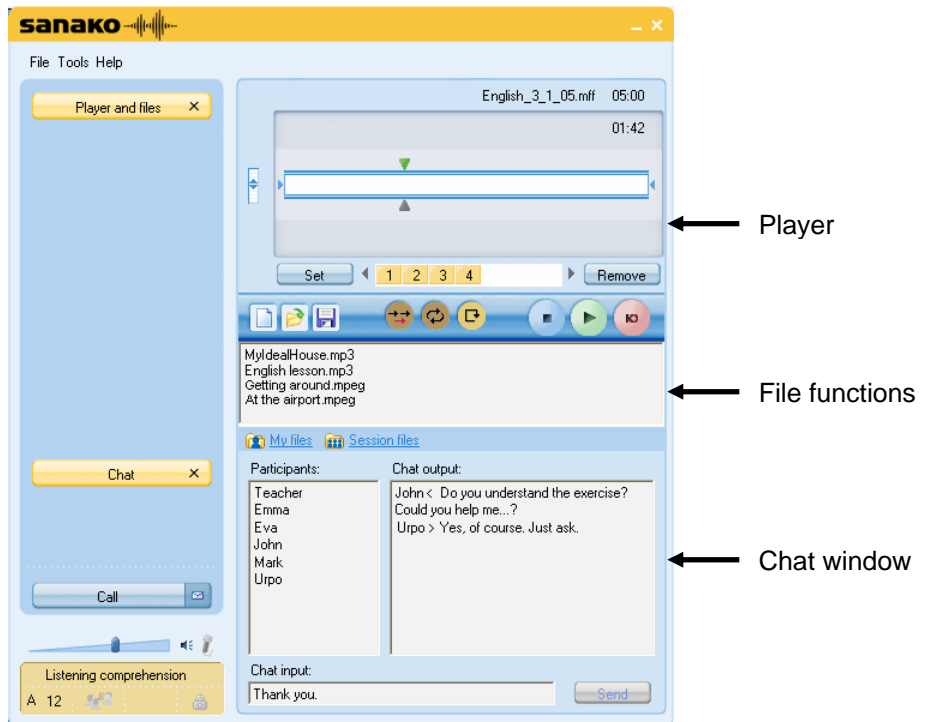 sanako
File Tools Help
Player and files
English_3_1_05.mff 05:00
01:42
Player
Set 1 2 3 4 Remove
MyIdealHouse.mp3
English lesson.mp3
Getting around.mpeg
At the airport.mpeg
File functions
My files Session files
Chat
Participants:
Teacher
Emma
Eva
John
Mark
Urpo
Chat output:
John < Do you understand the exercise?
Could you help me...?
Urpo > Yes, of course. Just ask.
Chat window
Call
Listening comprehension
A 12
Chat input:
Thank you.
Send